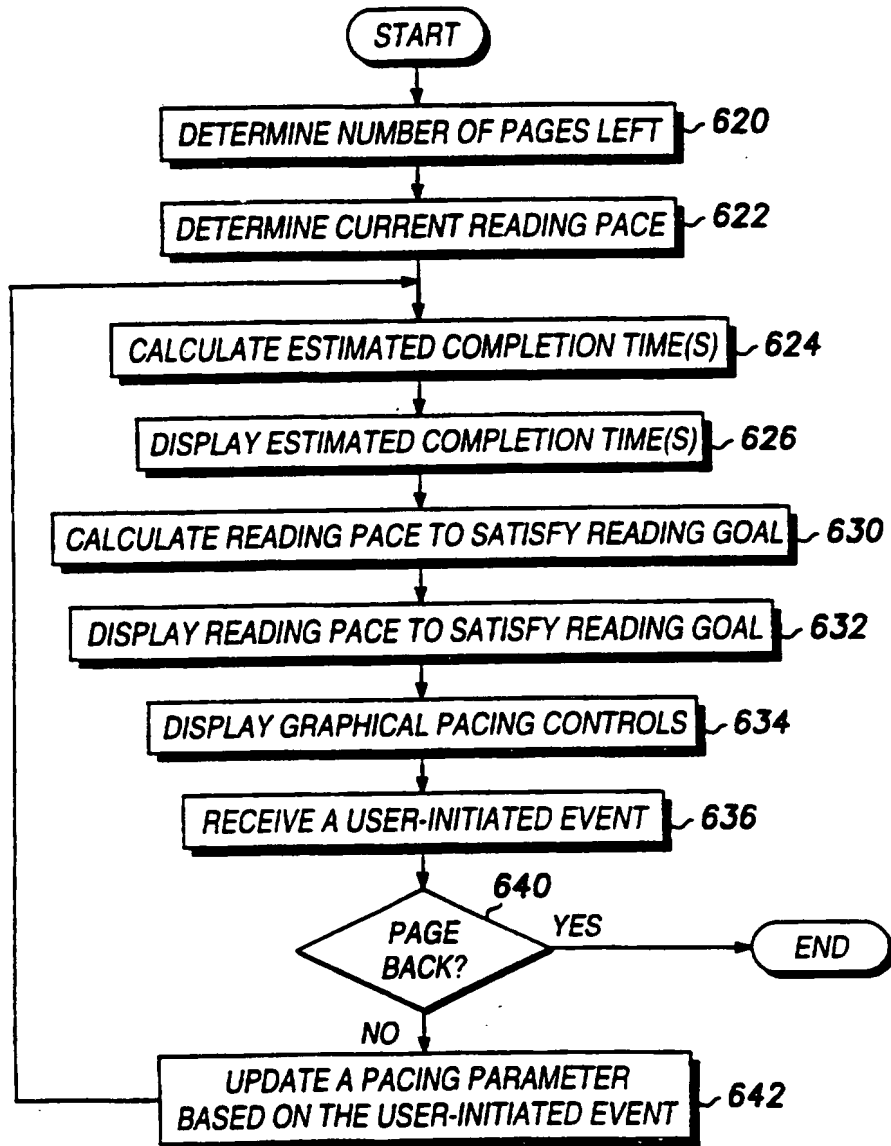 START
DETERMINE NUMBER OF PAGES LEFT 620
DETERMINE CURRENT READING PACE 622
CALCULATE ESTIMATED COMPLETION TIME(S) 624
DISPLAY ESTIMATED COMPLETION TIME(S) 626
CALCULATE READING PACE TO SATISFY READING GOAL 630
DISPLAY READING PACE TO SATISFY READING GOAL 632
DISPLAY GRAPHICAL PACING CONTROLS 634
RECEIVE A USER-INITIATED EVENT 636
640
PAGE
BACK?
YES
END
NO
UPDATE A PACING PARAMETER
BASED ON THE USER-INITIATED EVENT 642